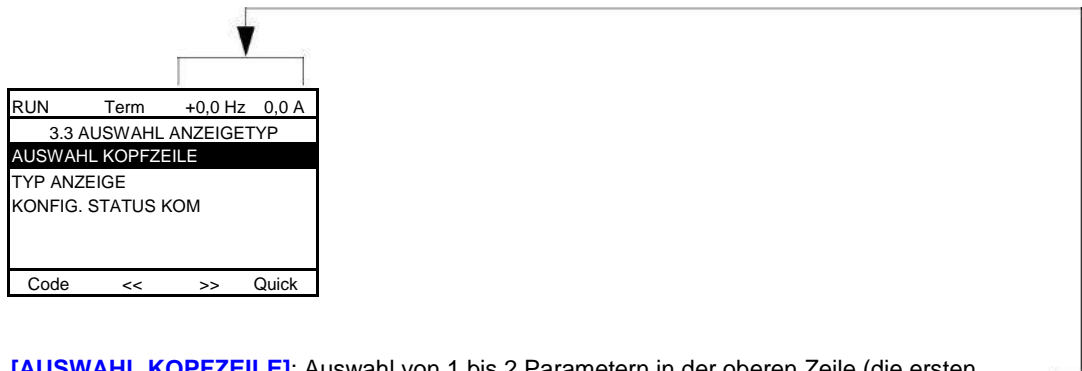 RUN Term +0,0 Hz 0,0 A
3.3 AUSWAHL ANZEIGETYP
AUSWAHL KOPFZEILE
TYP ANZEIGE
KONFIG. STATUS KOM
Code << >> Quick
[AUSWAHL KOPFZEILE]: Auswahl von 1 bis 2 Parametern in der oberen Zeile (die ersten